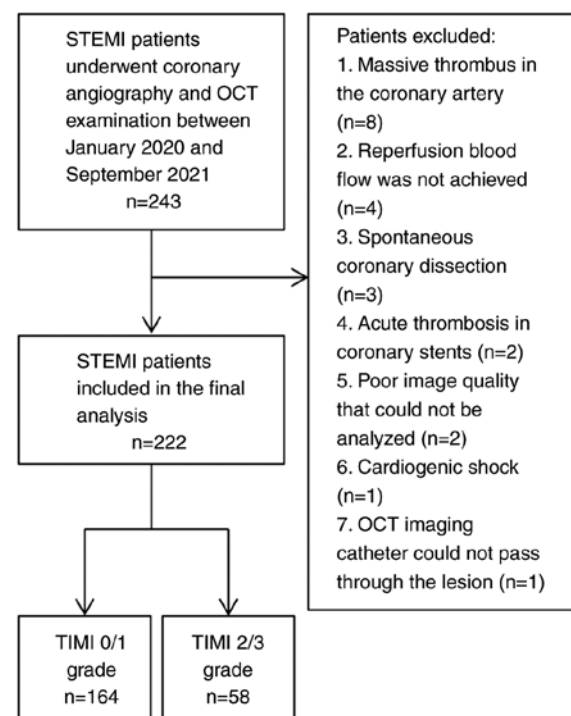 STEMI patients
underwent coronary
angiography and OCT
examination between
January 2020 and
September 2021
n=243
Patients excluded:
1. Massive thrombus in
the coronary artery
(n=8)
2. Reperfusion blood
flow was not achieved
(n=4)
3. Spontaneous
coronary dissection
(n=3)
4. Acute thrombosis in
coronary stents (n=2)
5. Poor image quality
that could not be
analyzed (n=2)
6. Cardiogenic shock
(n=1)
7. OCT imaging
catheter could not pass
through the lesion (n=1)
STEMI patients
included in the final
analysis
n=222
TIMI 0/1
grade
n=164
TIMI 2/3
grade
n=58